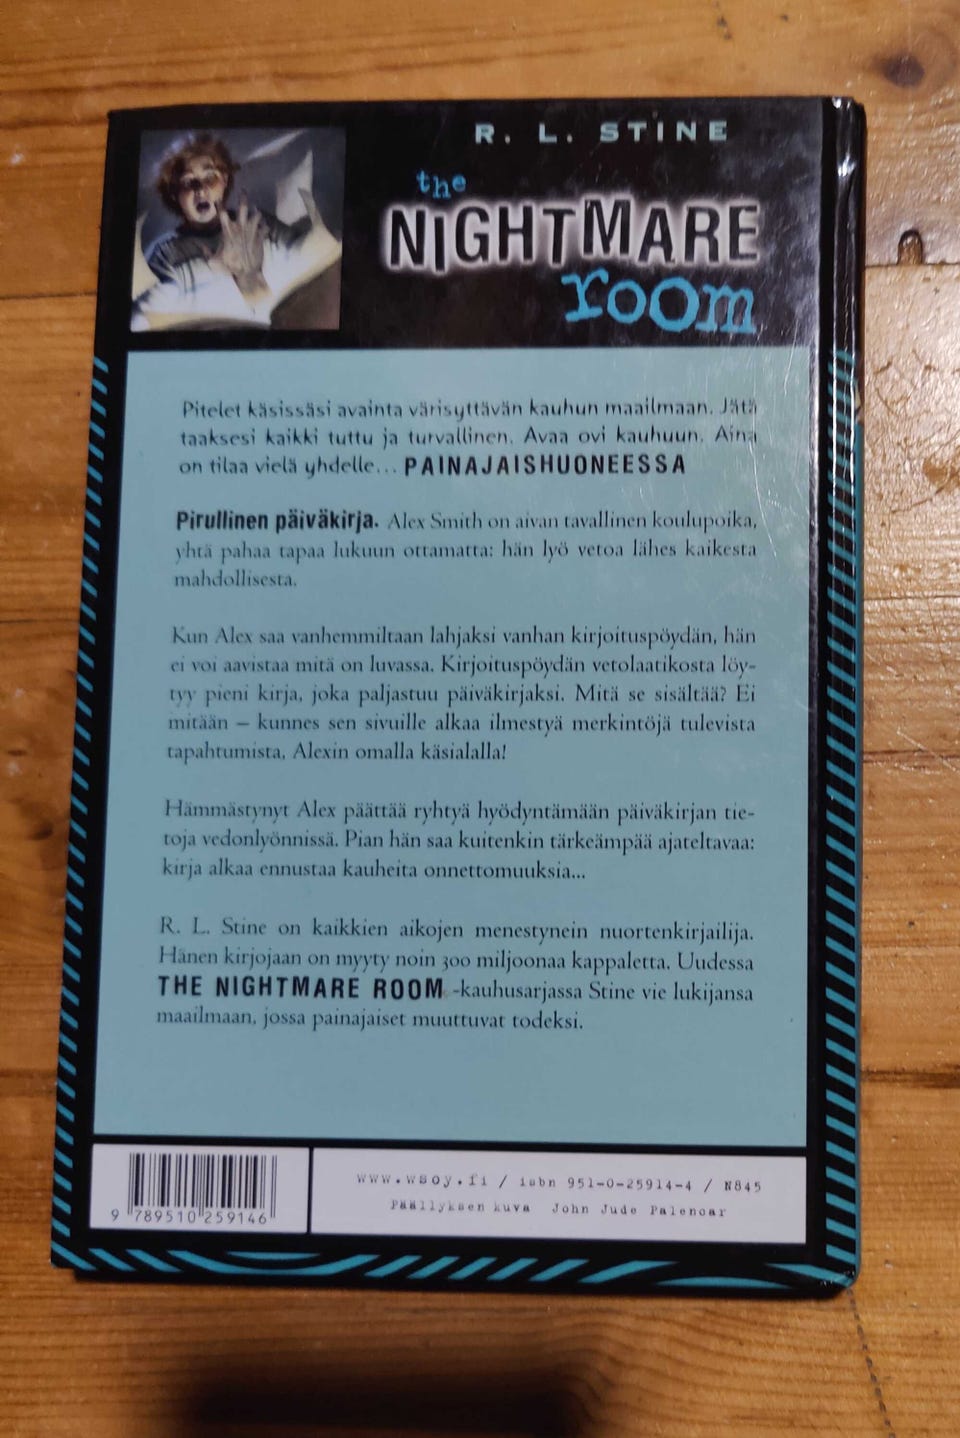 R. L. STINE
the
NIGHTMARE
room
Pitelet käsissäsi avainta värisyttävän kauhun maailmaan. Jätä
taaksesi kaikki tuttu ja turvallinen. Avaa ovi kauhuun. Aina
on tilaa vielä yhdelle... PAINAJAISHUONEESSA
Pirullinen päiväkirja. Alex Smith on aivan tavallinen koulupoika,
yhtä pahaa tapaa lukuun ottamatta: hän lyö vetoa lähes kaikesta
mahdollisesta.
Kun Alex saa vanhemmiltaan lahjaksi vanhan kirjoituspöydän, hän
ei voi aavistaa mitä on luvassa. Kirjoituspöydän vetolaatikosta löy-
tyy pieni kirja, joka paljastuu päiväkirjaksi. Mitä se sisältää? Ei
mitään – kunnes sen sivuille alkaa ilmestyä merkintöjä tulevista
tapahtumista, Alexin omalla käsialalla!
Hämmästynyt Alex päättää ryhtyä hyödyntämään päiväkirjan tie-
toja vedonlyönnissä. Pian hän saa kuitenkin tärkeämpää ajateltavaa:
kirja alkaa ennustaa kauheita onnettomuuksia...
R. L. Stine on kaikkien aikojen menestynein nuortenkirjailija.
Hänen kirjojaan on myyty noin 300 miljoonaa kappaletta. Uudessa
THE NIGHTMARE ROOM -kauhusarjassa Stine vie lukijansa
maailmaan, jossa painajaiset muuttuvat todeksi.
www.wsoy.fi / isbn 951-0-25914-4 / N845
Päällyksen kuva John Jude Palencar
9 789510 259146